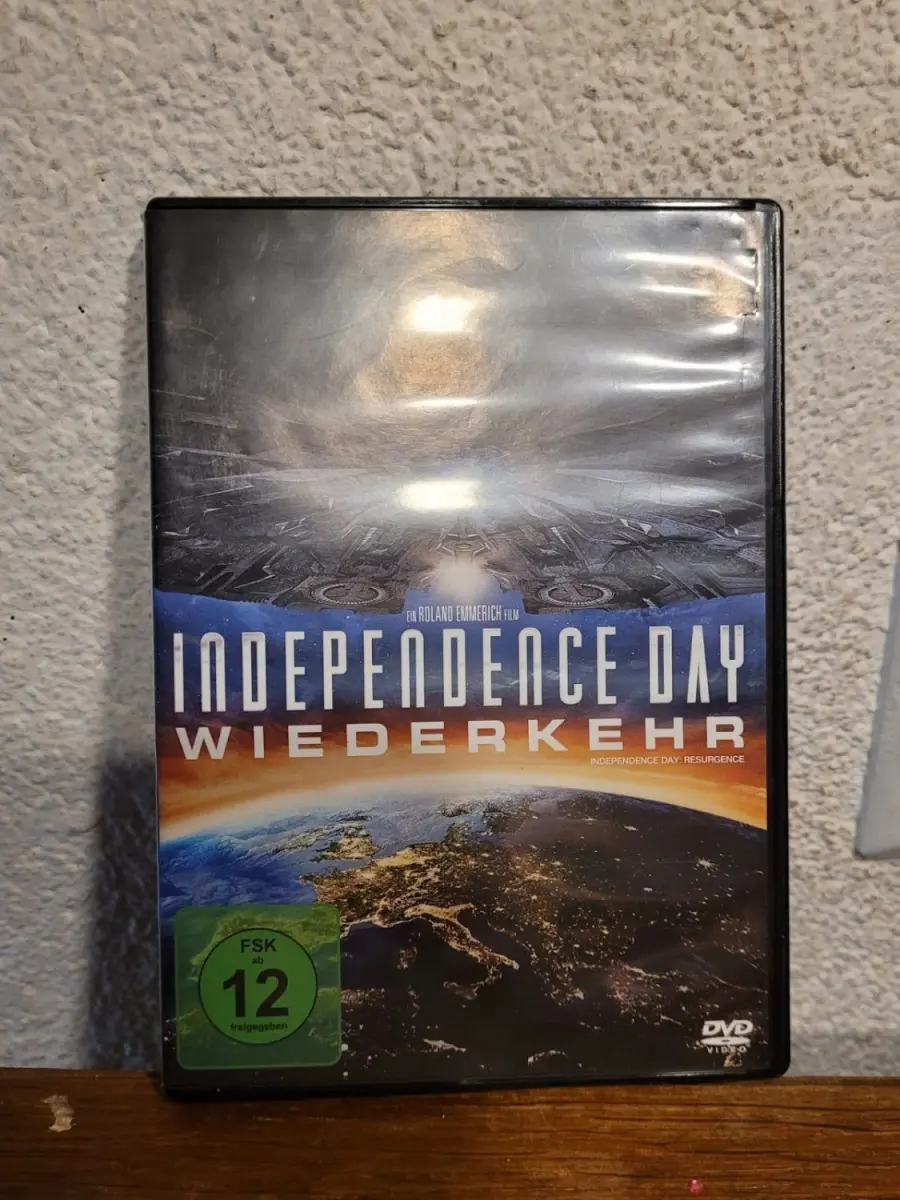 EIN ROLAND EMMERICH FILM
INDEPENDENCE DAY
WIEDERKEHR
INDEPENDENCE DAY: RESURGENCE
FSK
ab
12
freigegeben
DVD
VIDEO